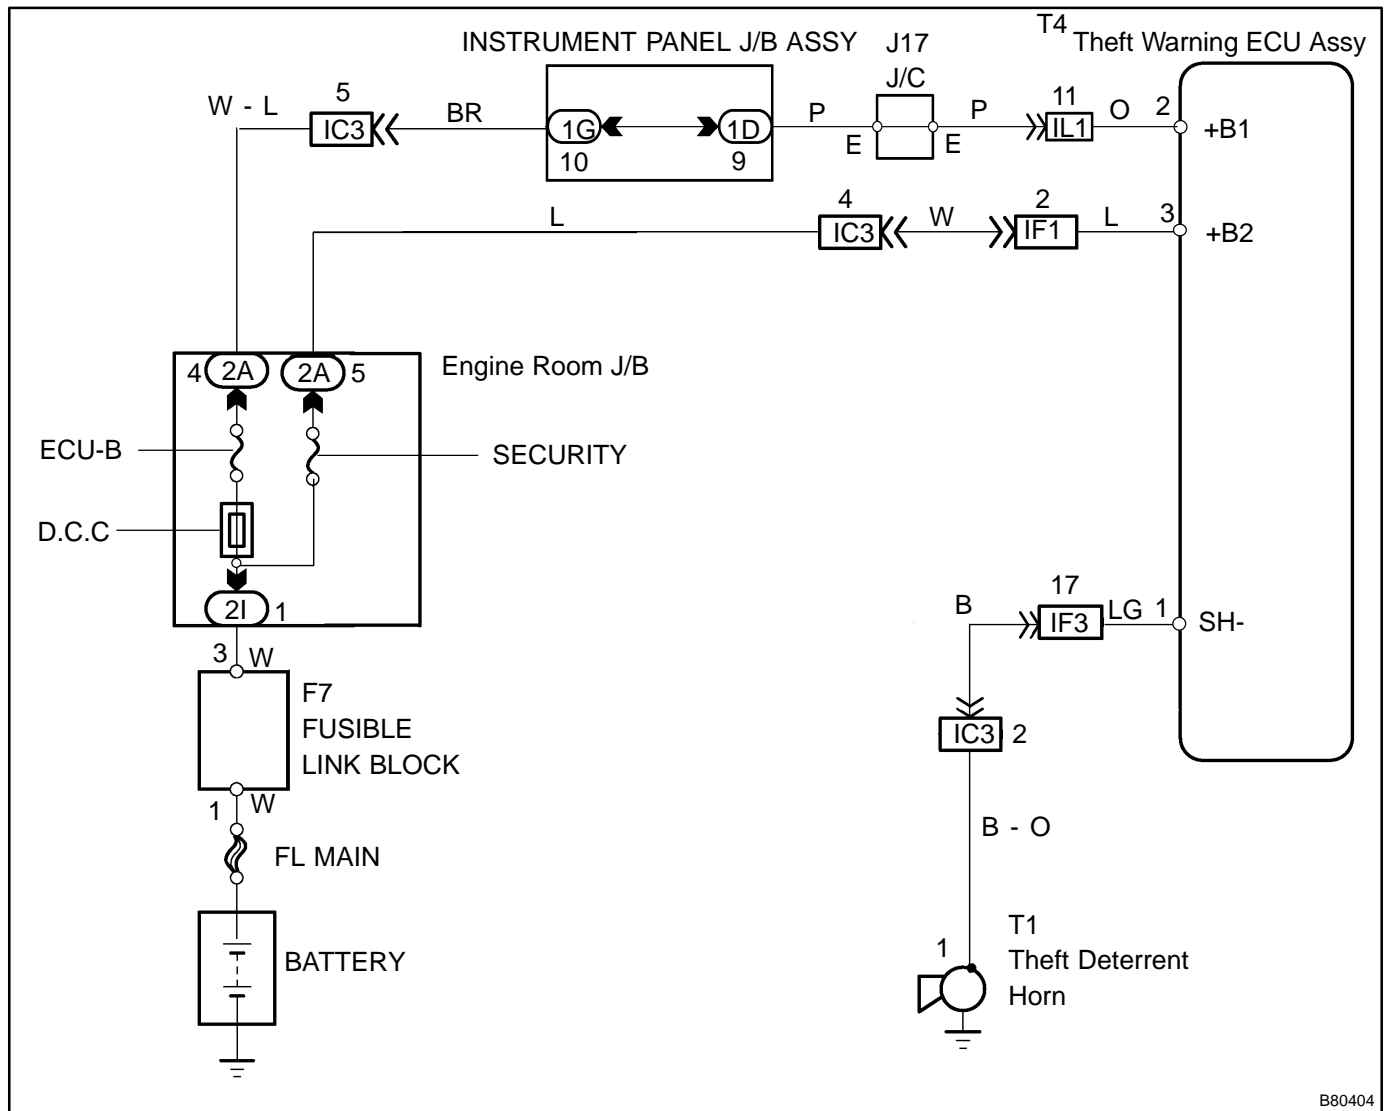 INSTRUMENT PANEL J/B ASSY
J17
J/C
T4
Theft Warning ECU Assy
W - L
5
IC3
BR
1G
10
1D
9
P
E
E
P
11
IL1
O
2
+B1
L
4
IC3
W
2
IF1
L
3
+B2
4
2A
2A
5
Engine Room J/B
ECU-B
SECURITY
D.C.C
2I
1
3
W
F7
FUSIBLE
LINK BLOCK
1
W
FL MAIN
BATTERY
B
17
IF3
LG
1
SH-
IC3
2
B - O
1
T1
Theft Deterrent
Horn
B80404